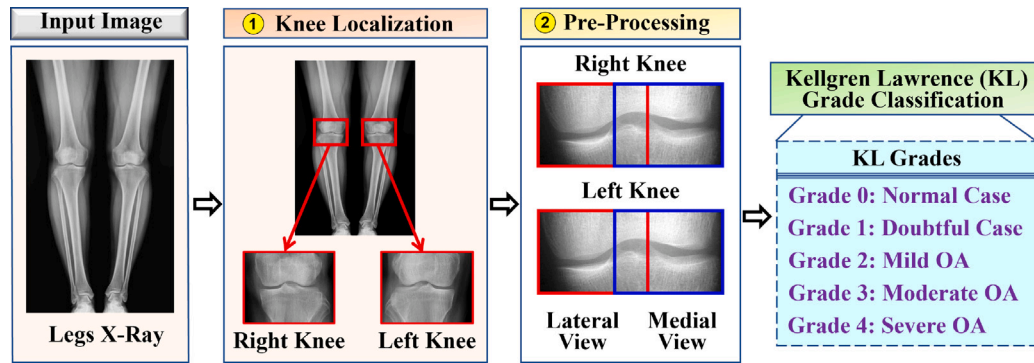 Input Image
Legs X-Ray
1 Knee Localization
Right Knee
Left Knee
2 Pre-Processing
Right Knee
Left Knee
Lateral
View
Medial
View
Kellgren Lawrence (KL)
Grade Classification
KL Grades
Grade 0: Normal Case
Grade 1: Doubtful Case
Grade 2: Mild OA
Grade 3: Moderate OA
Grade 4: Severe OA